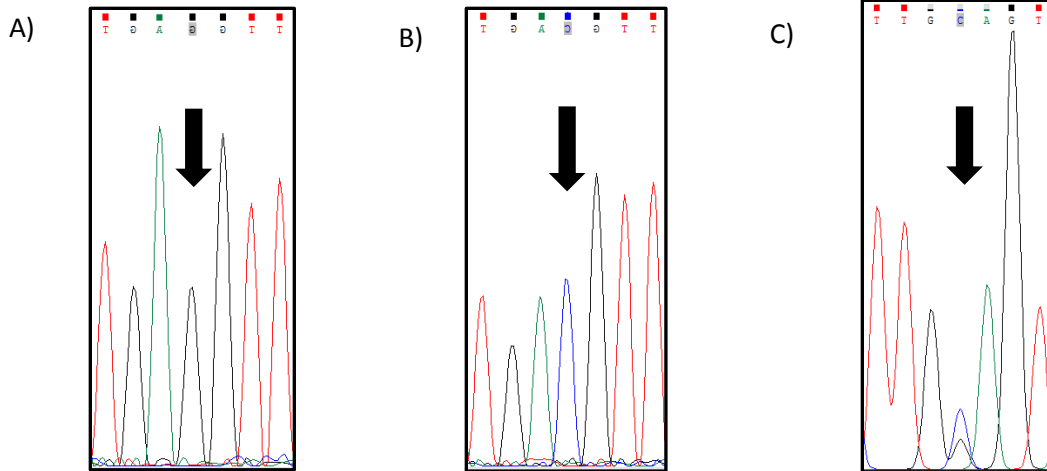 A)
T G A G G T T
B)
T G A C G T T
C)
T T G C A G T